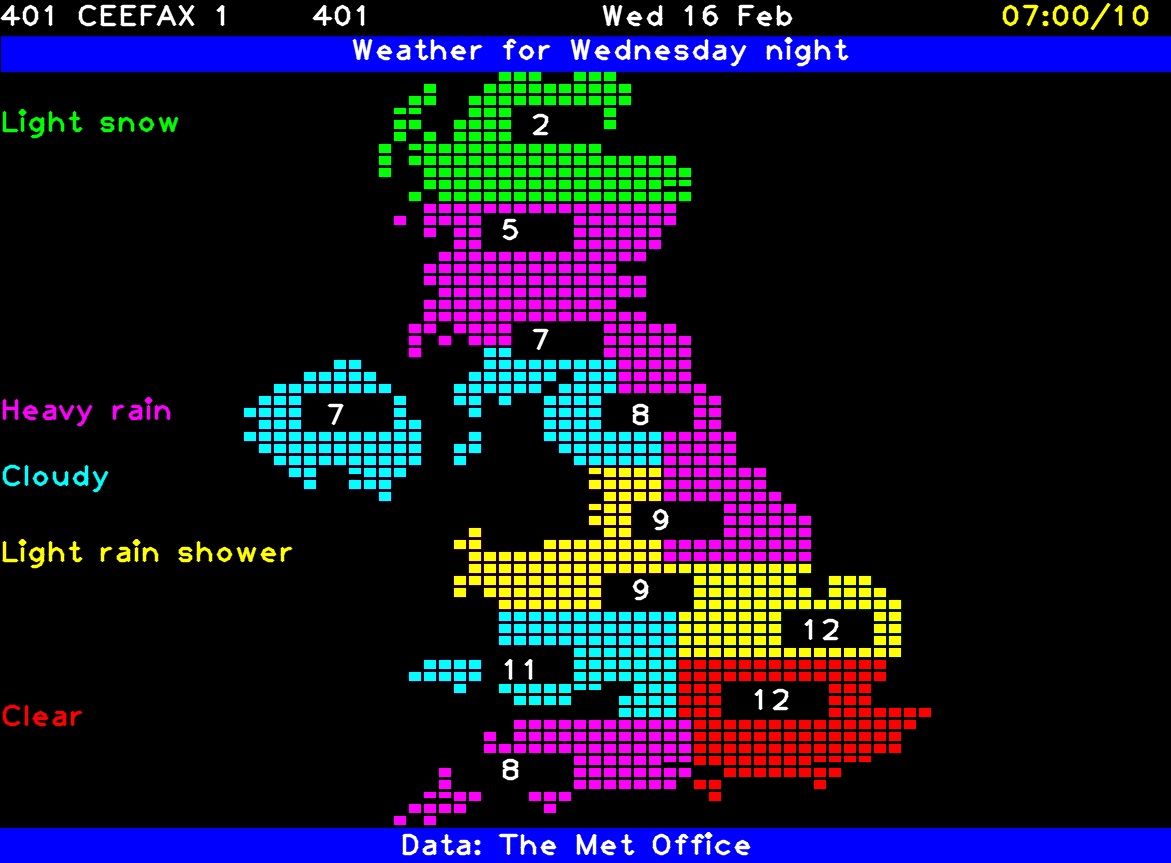 401 CEEFAX 1 401 Wed 16 Feb 07:00/10
Weather for Wednesday night
Light snow
2
5
7
Heavy rain
7
8
Cloudy
9
Light rain shower
9
12
11
12
Clear
8
Data: The Met Office